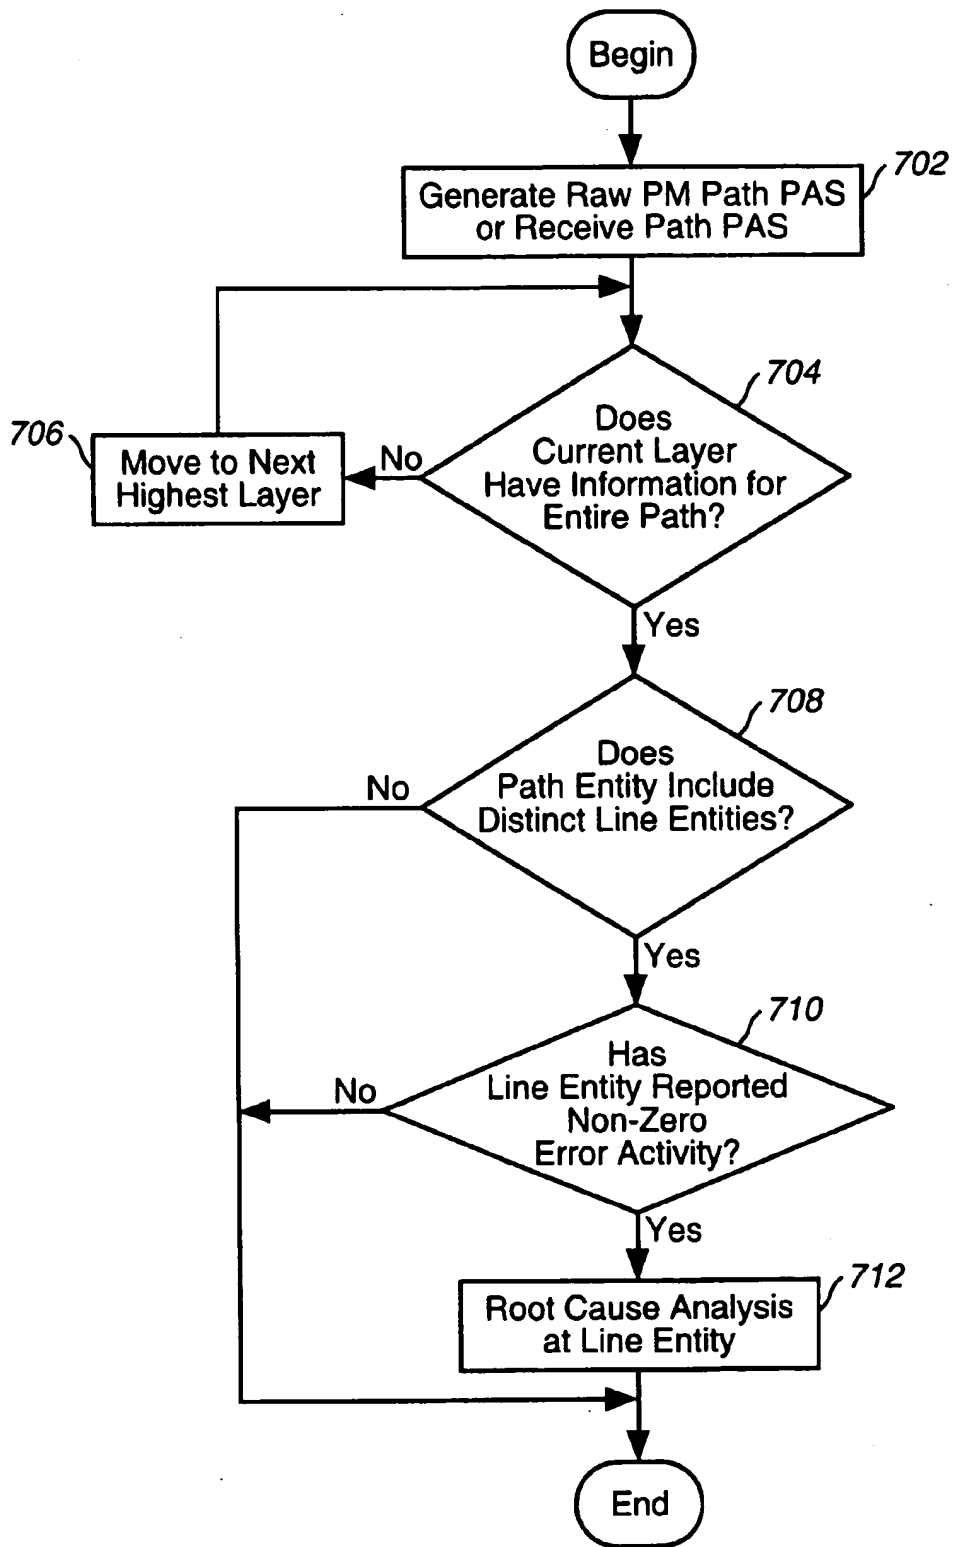 Begin
702
Generate Raw PM Path PAS
or Receive Path PAS
704
Does
Current Layer
Have Information for
Entire Path?
No
706
Move to Next
Highest Layer
Yes
708
Does
Path Entity Include
Distinct Line Entities?
No
Yes
710
Has
Line Entity Reported
Non-Zero
Error Activity?
No
Yes
712
Root Cause Analysis
at Line Entity
End